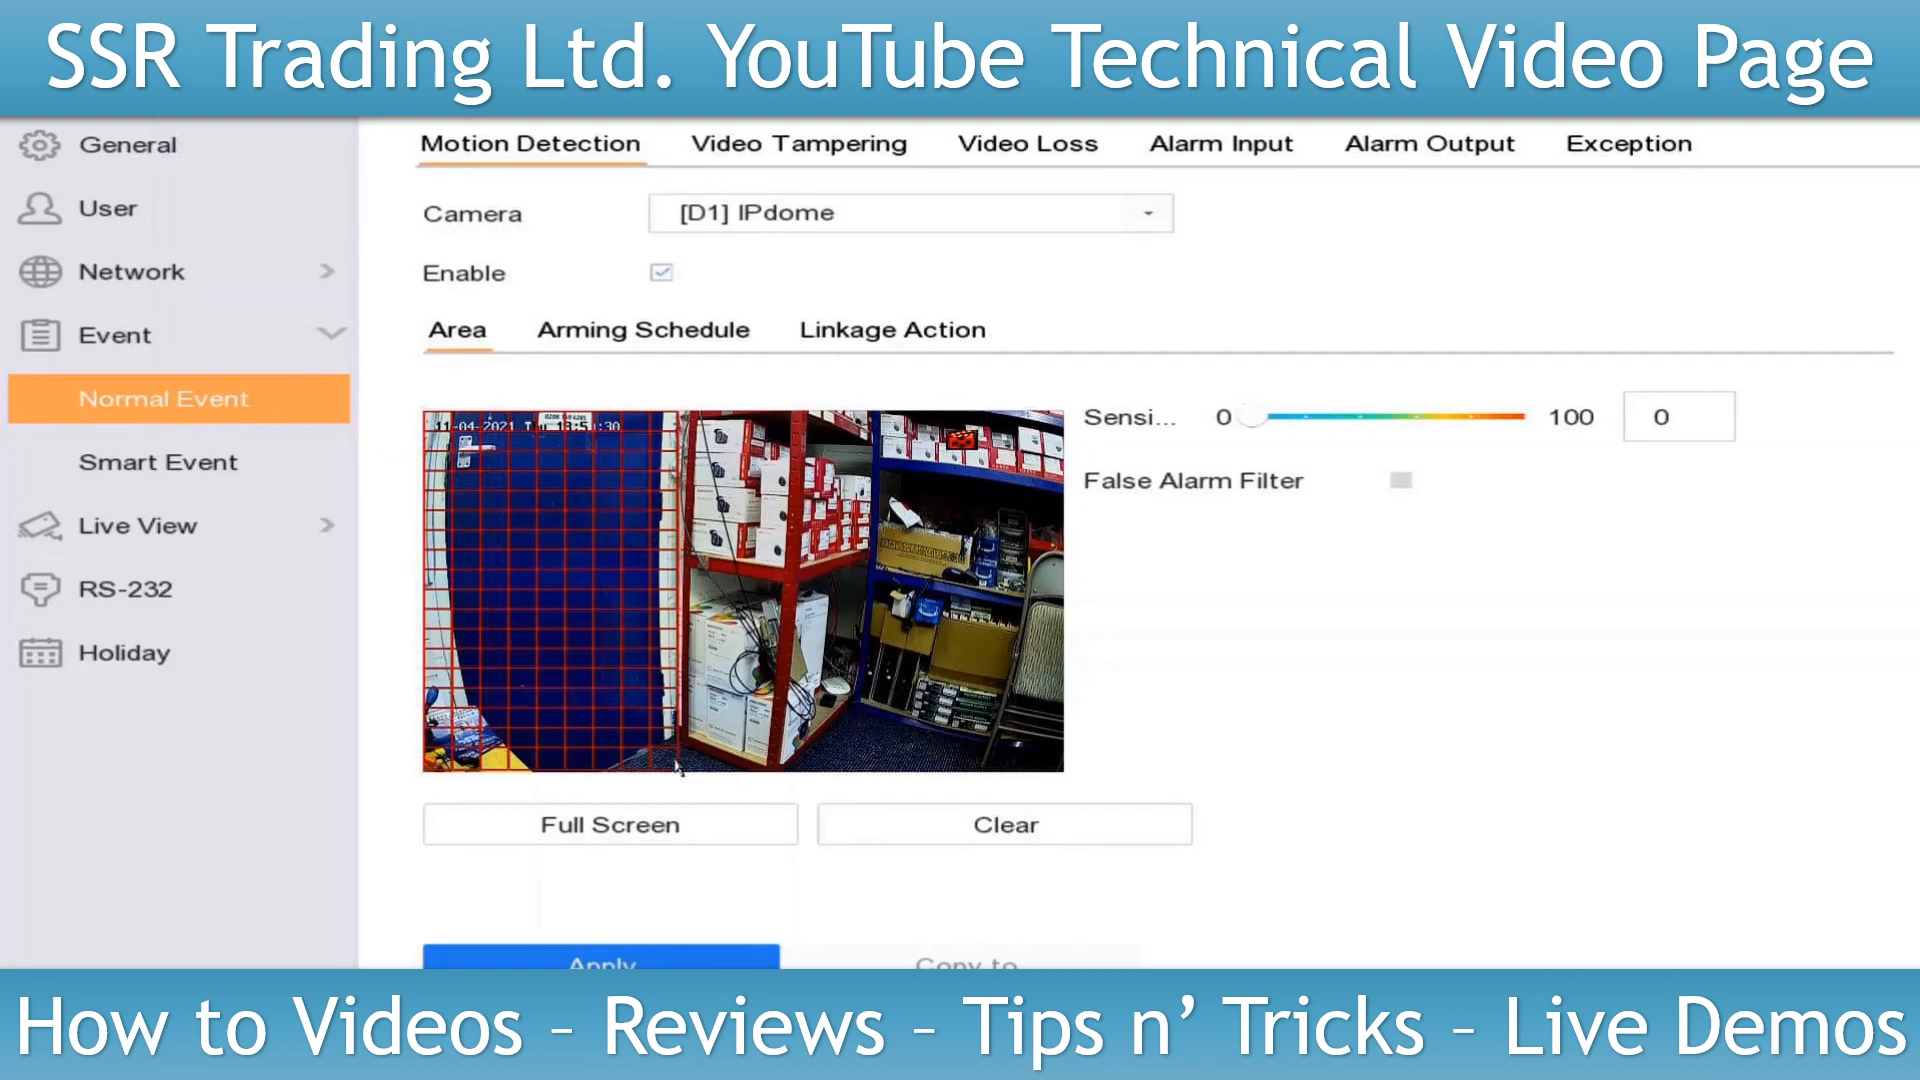 SSR Trading Ltd. YouTube Technical Video Page
General
User
Network
Event
Normal Event
Smart Event
Live View
RS-232
Holiday
Motion Detection Video Tampering Video Loss Alarm Input Alarm Output Exception
Camera [D1] IPdome
Enable
Area Arming Schedule Linkage Action
11-04-2021
Sensi... 0 100 0
False Alarm Filter
Full Screen Clear
Apply Copy to
How to Videos – Reviews – Tips n’ Tricks – Live Demos